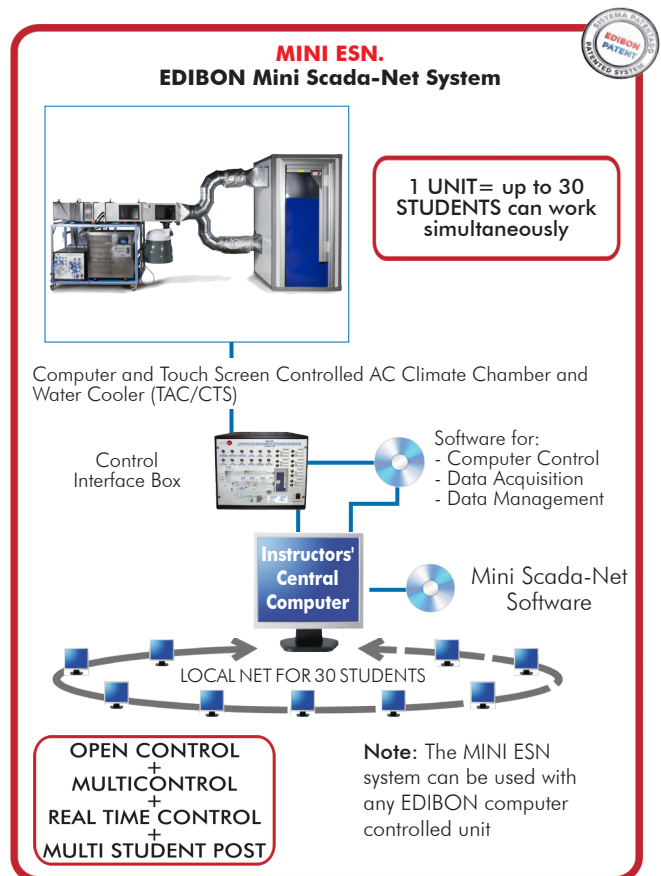 SISTEMA PATENTADO
EDIBON
PATENT
PATENTED SYSTEM
MINI ESN.
EDIBON Mini Scada-Net System
1 UNIT= up to 30
STUDENTS can work
simultaneously
Computer and Touch Screen Controlled AC Climate Chamber and
Water Cooler (TAC/CTS)
Control
Interface Box
Software for:
- Computer Control
- Data Acquisition
- Data Management
Instructors'
Central
Computer
Mini Scada-Net
Software
LOCAL NET FOR 30 STUDENTS
OPEN CONTROL
+
MULTICONTROL
+
REAL TIME CONTROL
+
MULTI STUDENT POST
Note: The MINI ESN
system can be used with
any EDIBON computer
controlled unit